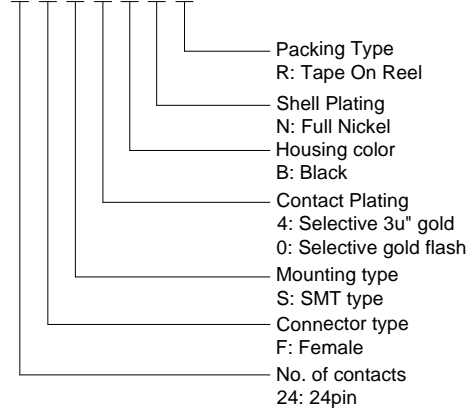 Packing Type
R: Tape On Reel
Shell Plating
N: Full Nickel
Housing color
B: Black
Contact Plating
4: Selective 3u" gold
0: Selective gold flash
Mounting type
S: SMT type
Connector type
F: Female
No. of contacts
24: 24pin